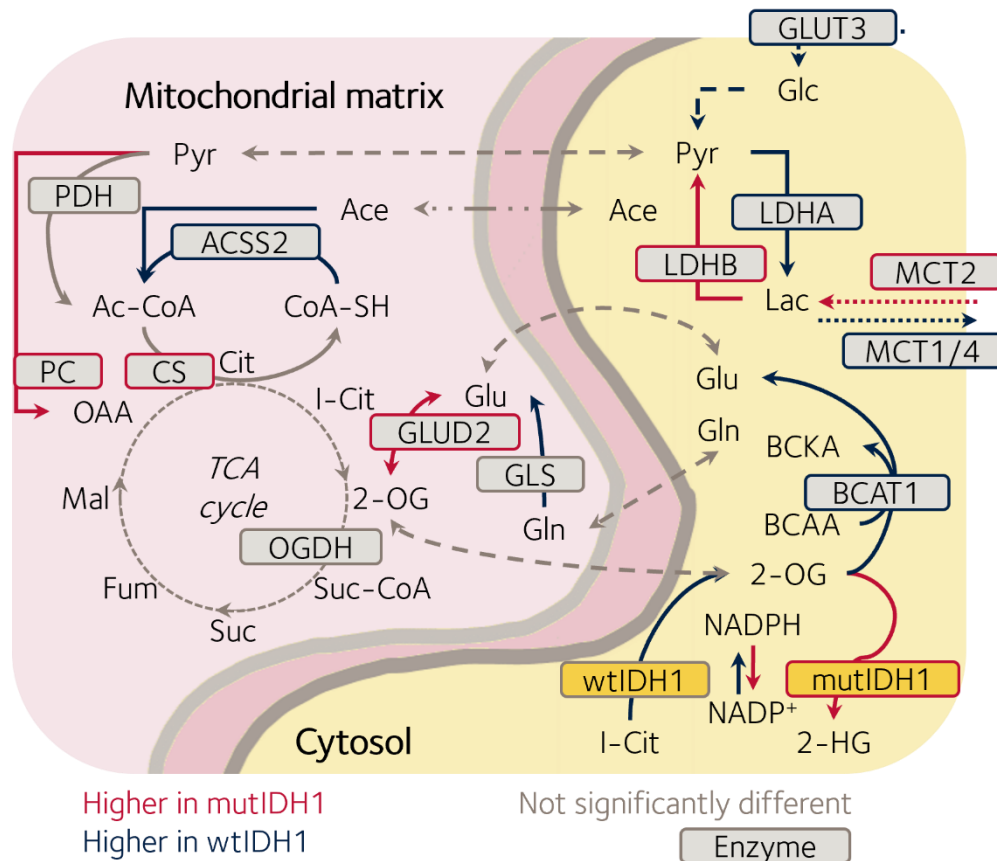 GLUT3
Glc
Mitochondrial matrix
Pyr
Pyr
PDH
Ace
Ace
LDHA
ACSS2
LDHB
MCT2
Ac-CoA
CoA-SH
Lac
MCT1/4
PC
CS
Cit
Glu
OAA
I-Cit
Glu
Gln
GLUD2
BCKA
TCA
cycle
GLS
Mal
2-OG
BCAT1
Gln
BCAA
OGDH
Fum
Suc-CoA
2-OG
Suc
NADPH
wtIDH1
mutIDH1
NADP⁺
Cytosol
I-Cit
2-HG
Higher in mutIDH1
Not significantly different
Higher in wtIDH1
Enzyme